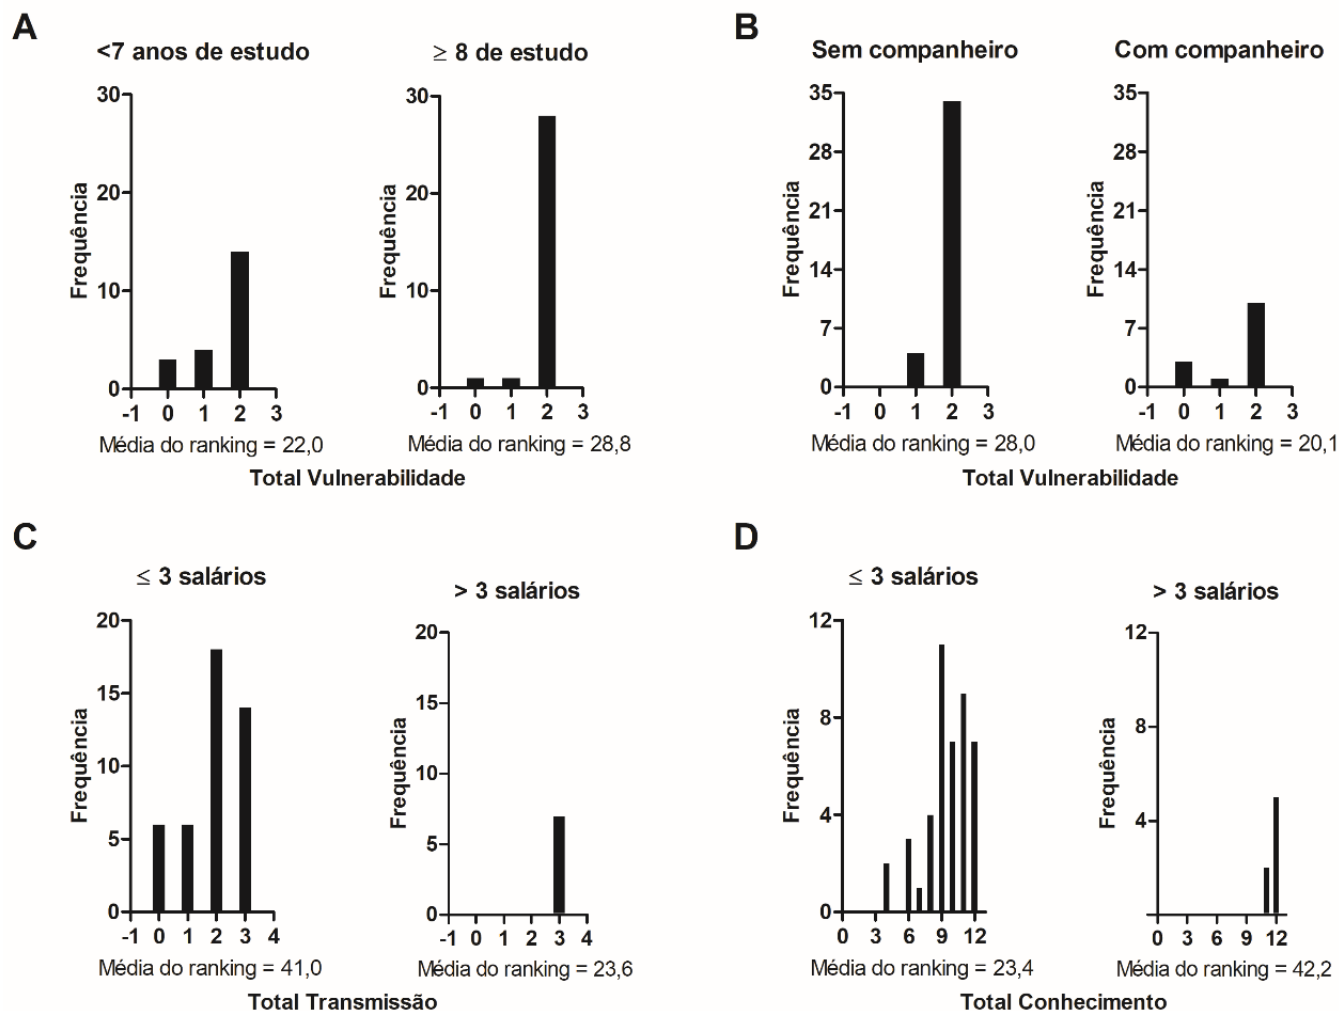 A
<7 anos de estudo
≥ 8 de estudo
Frequência
30
20
10
0
-1 0 1 2 3
Média do ranking = 22,0
Frequência
30
20
10
0
-1 0 1 2 3
Média do ranking = 28,8
Total Vulnerabilidade
B
Sem companheiro
Com companheiro
Frequência
35
28
21
14
7
0
-1 0 1 2 3
Média do ranking = 28,0
Frequência
35
28
21
14
7
0
-1 0 1 2 3
Média do ranking = 20,1
Total Vulnerabilidade
C
≤ 3 salários
> 3 salários
Frequência
20
15
10
5
0
-1 0 1 2 3 4
Média do ranking = 41,0
Frequência
20
15
10
5
0
-1 0 1 2 3 4
Média do ranking = 23,6
Total Transmissão
D
≤ 3 salários
> 3 salários
Frequência
12
8
4
0
0 3 6 9 12
Média do ranking = 23,4
Frequência
12
8
4
0 3 6 9 12
Média do ranking = 42,2
Total Conhecimento